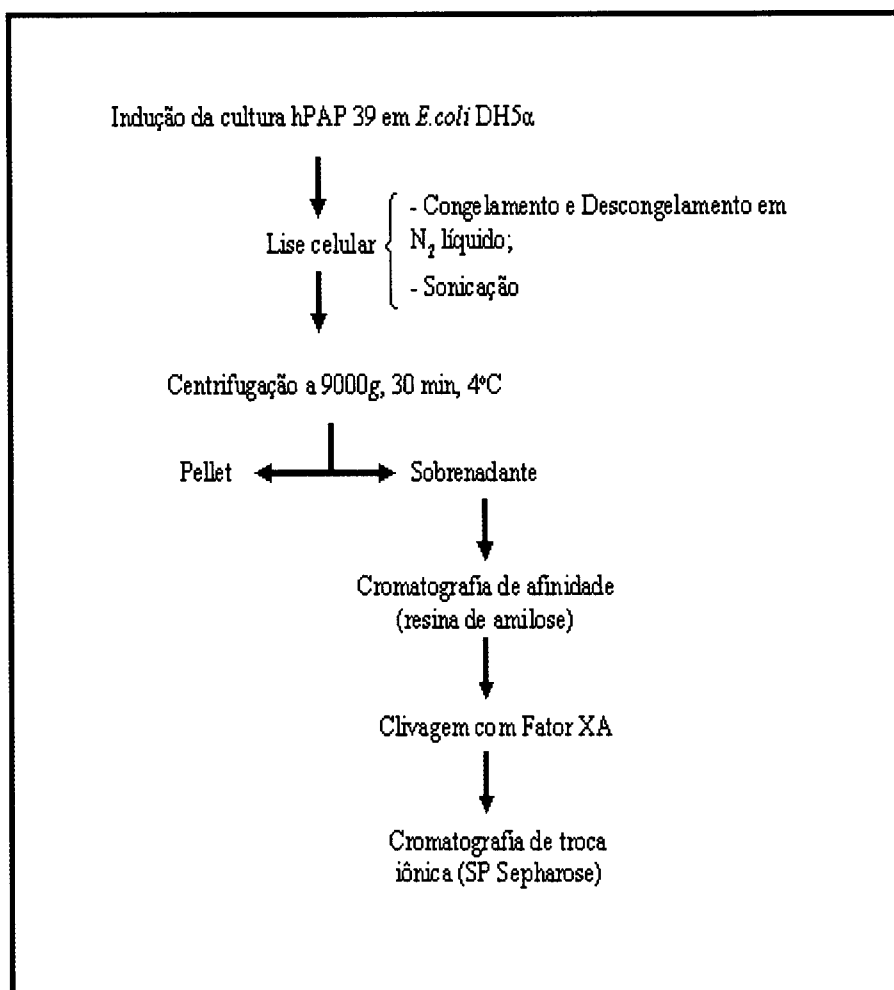 Indução da cultura hPAP 39 em E.coli DH5α
Lise celular
- Congelamento e Descongelamento em
N₂ líquido;
- Sonicação
Centrifugação a 9000g, 30 min, 4ºC
Pellet
Sobrenadante
Cromatografia de afinidade
(resina de amilose)
Clivagem com Fator XA
Cromatografia de troca
iônica (SP Sepharose)